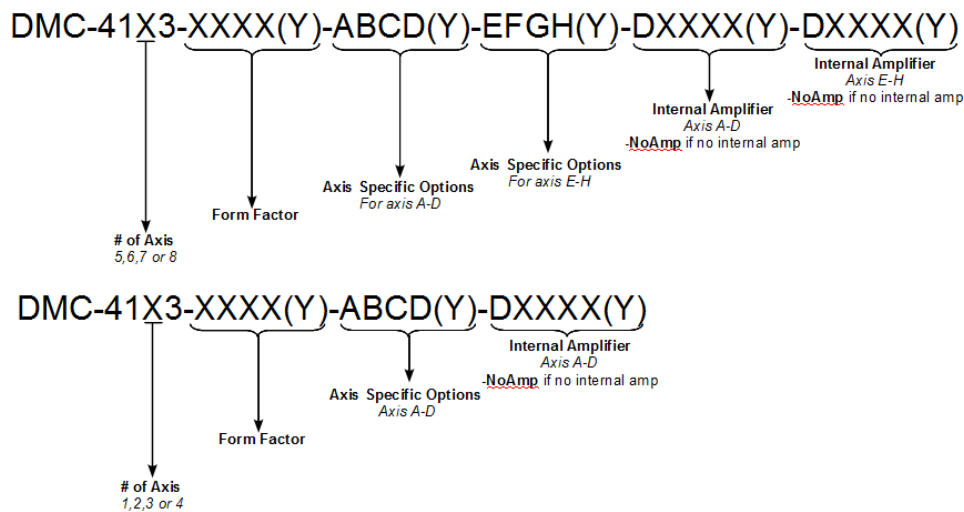 DMC-41X3-XXXX(Y)-ABCD(Y)-EFGH(Y)-DXXXX(Y)-DXXXX(Y)
Internal Amplifier
Axis E-H
-NoAmp if no internal amp
Internal Amplifier
Axis A-D
-NoAmp if no internal amp
Axis Specific Options
For axis E-H
Axis Specific Options
For axis A-D
Form Factor
# of Axis
5,6,7 or 8
DMC-41X3-XXXX(Y)-ABCD(Y)-DXXXX(Y)
Internal Amplifier
Axis A-D
-NoAmp if no internal amp
Axis Specific Options
Axis A-D
Form Factor
# of Axis
1,2,3 or 4